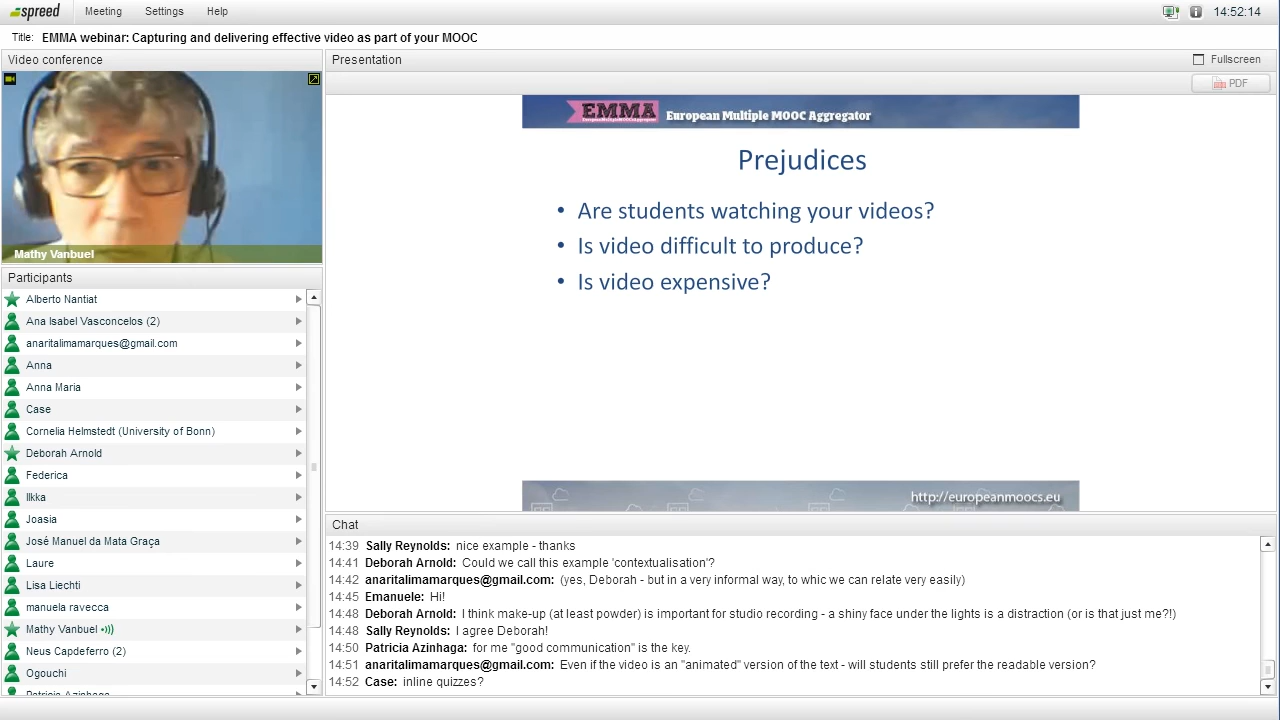 spreed Meeting Settings Help 14:52:14
Title: EMMA webinar: Capturing and delivering effective video as part of your MOOC
Video conference
Presentation
Fullscreen
PDF
EMMA European Multiple MOOC Aggregator
Prejudices
• Are students watching your videos?
• Is video difficult to produce?
• Is video expensive?
http://europeanmoocs.eu
Mathy Vanbuel
Participants
Alberto Nantiat
Ana Isabel Vasconcelos (2)
anaritalimamarques@gmail.com
Anna
Anna Maria
Case
Cornelia Helmstedt (University of Bonn)
Deborah Arnold
Federica
Ilkka
Joasia
José Manuel da Mata Graça
Laure
Lisa Liechti
manuela ravecca
Mathy Vanbuel
Neus Capdeferro (2)
Ogouchi
Patricia Azinhaga
Chat
14:39 Sally Reynolds: nice example - thanks
14:41 Deborah Arnold: Could we call this example 'contextualisation'?
14:42 anaritalimamarques@gmail.com: (yes, Deborah - but in a very informal way, to whic we can relate very easily)
14:45 Emanuele: Hi!
14:48 Deborah Arnold: I think make-up (at least powder) is important for studio recording - a shiny face under the lights is a distraction (or is that just me?!)
14:48 Sally Reynolds: I agree Deborah!
14:50 Patricia Azinhaga: for me "good communication" is the key.
14:51 anaritalimamarques@gmail.com: Even if the video is an "animated" version of the text - will students still prefer the readable version?
14:52 Case: inline quizzes?